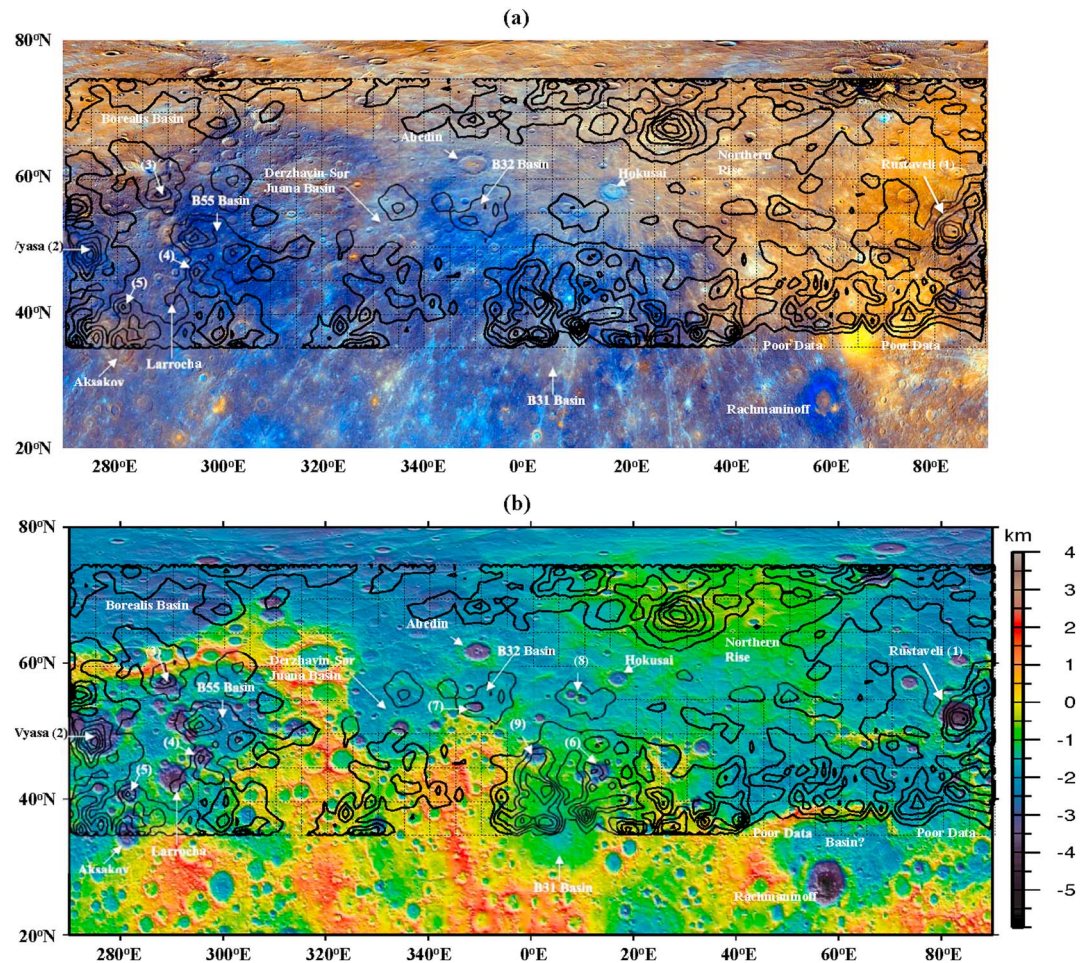 (a)
80°N
Borealis Basin
Abedin
(3)
B32 Basin
Northern
Rise
Rustaveli (1)
60°N
Derzhavin-Sor
Juana Basin
Hokusai
B55 Basin
Vyasa (2)
(4)
(5)
40°N
Larrocha
Aksakov
Poor Data
Poor Data
B31 Basin
Rachmaninoff
20°N
280°E 300°E 320°E 340°E 0°E 20°E 40°E 60°E 80°E
(b)
80°N
km
4
3
2
1
0
-1
-2
-3
-4
-5
Borealis Basin
Abedin
Northern
Rise
Rustaveli (1)
60°N
(3)
Derzhavin-Sor
Juana Basin
B32 Basin
(8)
Hokusai
B55 Basin
(7)
Vyasa (2)
(4)
(9)
(6)
(5)
40°N
Larrocha
Aksakov
Poor Data
Basin?
Poor Data
B31 Basin
Rachmaninoff
20°N
280°E 300°E 320°E 340°E 0°E 20°E 40°E 60°E 80°E